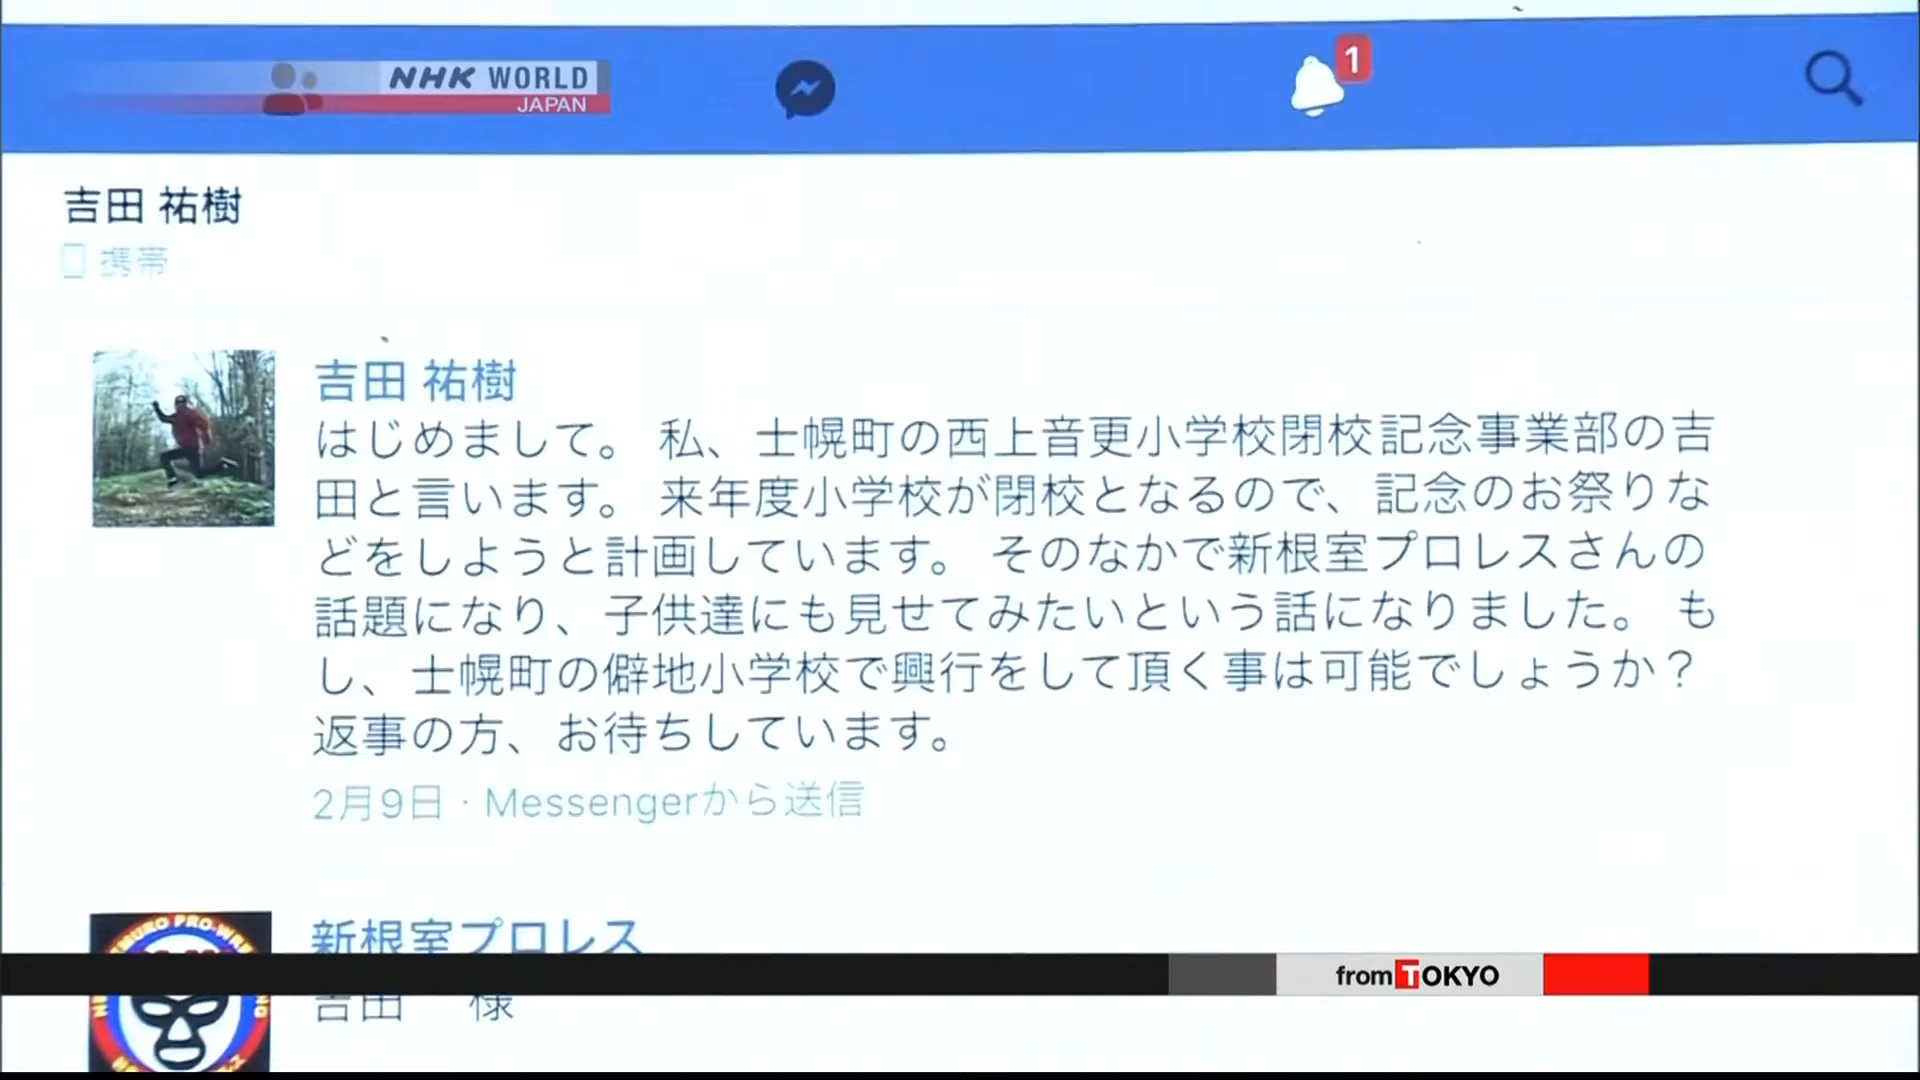 NHK WORLD
JAPAN
1
吉田 祐樹
携帯
吉田 祐樹
はじめまして。 私、士幌町の西上音更小学校閉校記念事業部の吉
田と言います。 来年度小学校が閉校となるので、記念のお祭りな
どをしようと計画しています。 そのなかで新根室プロレスさんの
話題になり、子供達にも見せてみたいという話になりました。 も
し、士幌町の僻地小学校で興行をして頂く事は可能でしょうか？
返事の方、お待ちしています。
2月9日 · Messengerから送信
新根室プロレス
from TOKYO
吉田　様